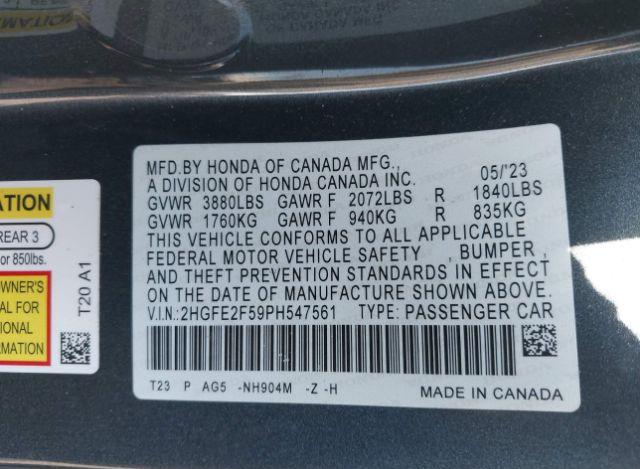 MFD.BY HONDA OF CANADA MFG.,
A DIVISION OF HONDA CANADA INC. 05/'23
GVWR 3880LBS GAWR F 2072LBS R 1840LBS
GVWR 1760KG GAWR F 940KG R 835KG
THIS VEHICLE CONFORMS TO ALL APPLICABLE
FEDERAL MOTOR VEHICLE SAFETY , BUMPER ,
AND THEFT PREVENTION STANDARDS IN EFFECT
ON THE DATE OF MANUFACTURE SHOWN ABOVE.
V.I.N.:2HGFE2F59PH547561 TYPE: PASSENGER CAR
T23 P AG5 -NH904M -Z -H
MADE IN CANADA
ATION
REAR 3
or 850lbs.
OWNER'S
AL FOR
IONAL
RMATION
T20 A1